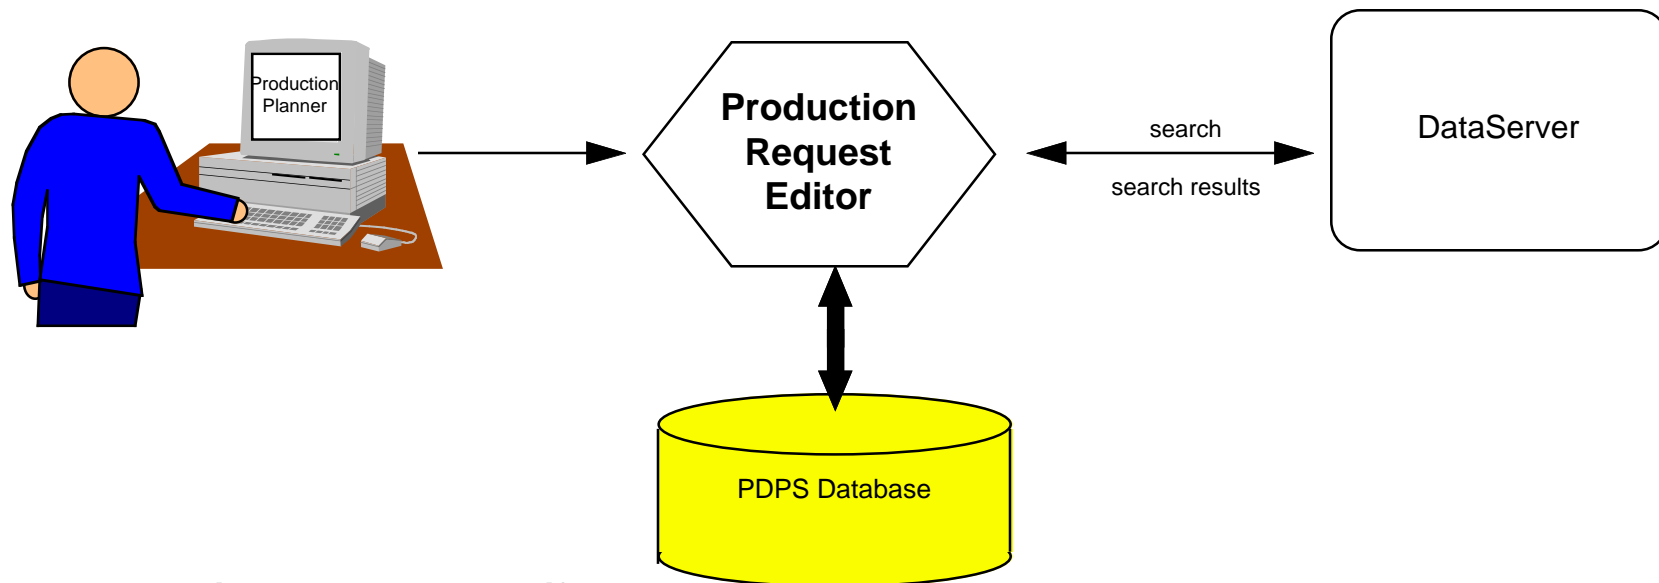 Production
Planner
Production
Request
Editor
search
search results
DataServer
PDPS Database